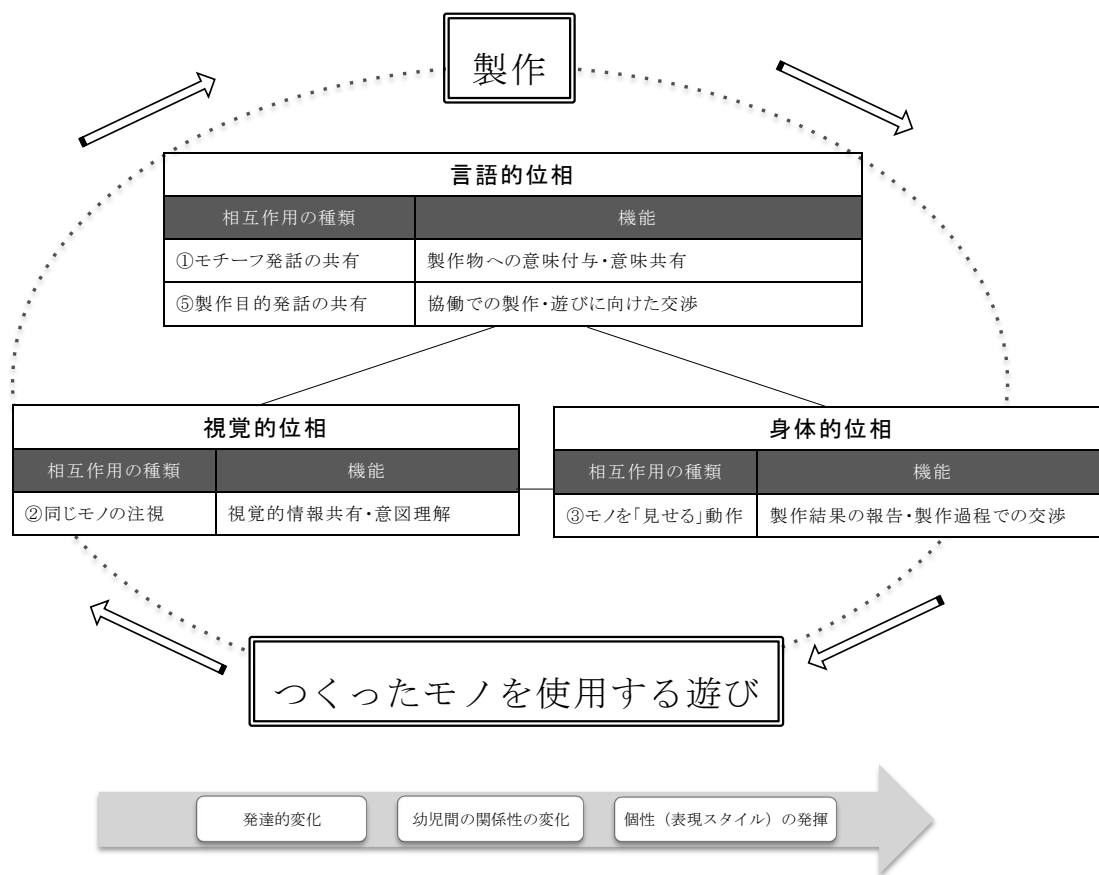 製作
言語的位相
相互作用の種類 機能
①モチーフ発話の共有 製作物への意味付与・意味共有
⑤製作目的発話の共有 協働での製作・遊びに向けた交渉
視覚的位相
相互作用の種類 機能
②同じモノの注視 視覚的情報共有・意図理解
身体的位相
相互作用の種類 機能
③モノを「見せる」動作 製作結果の報告・製作過程での交渉
つくったモノを使用する遊び
発達的変化
幼児間の関係性の変化
個性（表現スタイル）の発揮